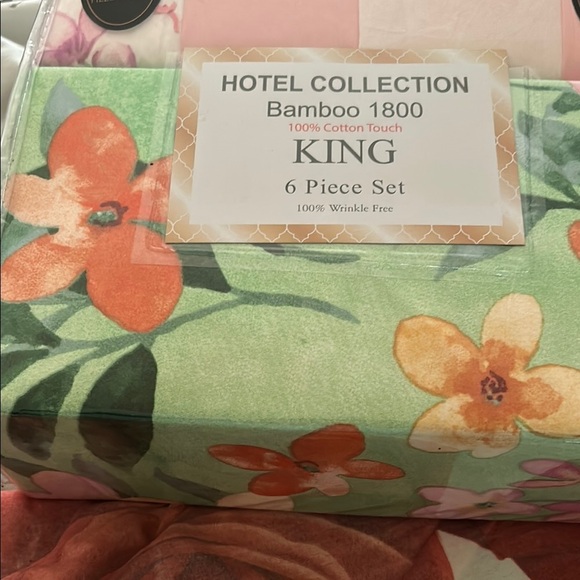 HOTEL COLLECTION
Bamboo 1800
100% Cotton Touch
KING
6 Piece Set
100% Wrinkle Free